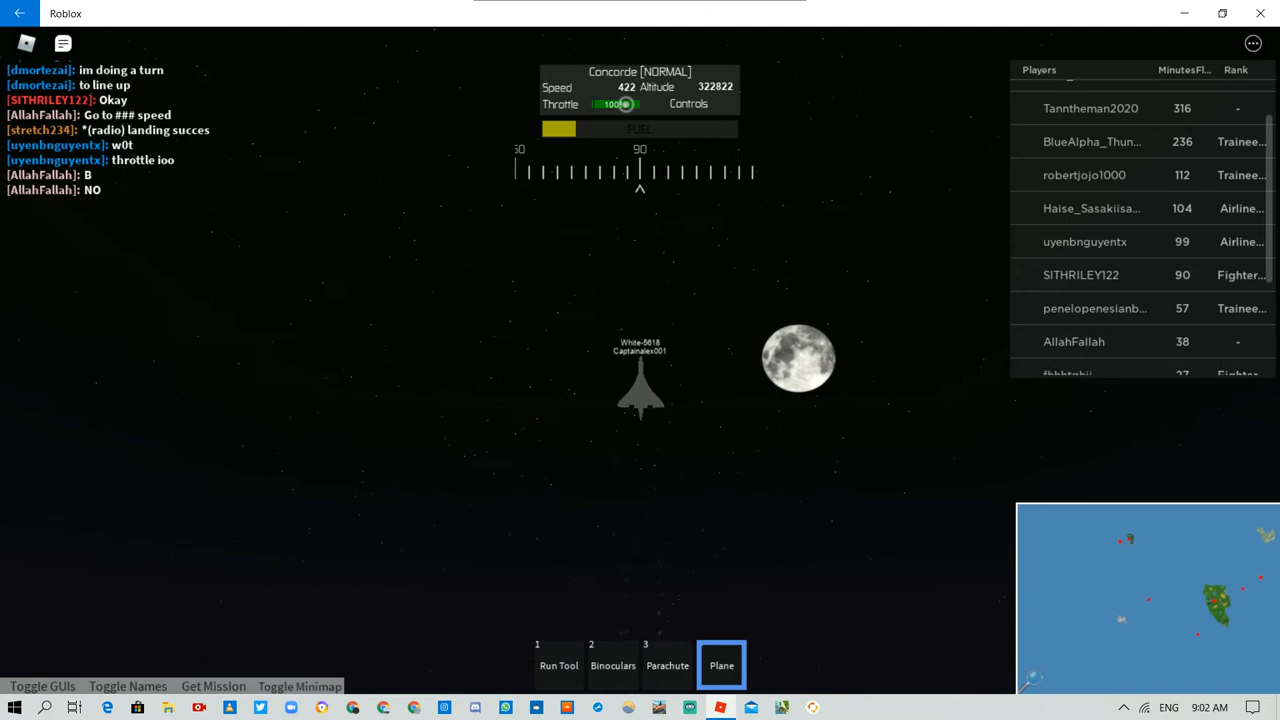 Roblox
[dmortezai]: im doing a turn
[dmortezai]: to line up
[SITHRILEY122]: Okay
[AllahFallah]: Go to ### speed
[stretch234]: *(radio) landing succes
[uyenbnguyentx]: w0t
[uyenbnguyentx]: throttle ioo
[AllahFallah]: B
[AllahFallah]: NO
Concorde [NORMAL]
Speed 422 Altitude 322822
Throttle 100% Controls
FUEL
90
Players MinutesFl... Rank
Tanntheman2020 316 -
BlueAlpha_Thun... 236 Trainee...
robertjojo1000 112 Trainee...
Haise_Sasakiisa... 104 Airline...
uyenbnguyentx 99 Airline...
SITHRILEY122 90 Fighter...
penelopenesianb... 57 Trainee...
AllahFallah 38 -
White-5618
Captainalex001
1 2 3
Run Tool Binoculars Parachute Plane
Toggle GUIs Toggle Names Get Mission Toggle Minimap
ENG 9:02 AM